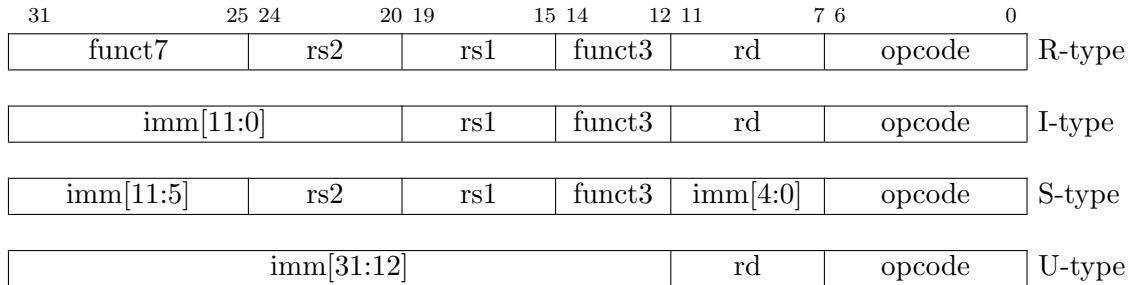 31 25 24 20 19 15 14 12 11 7 6 0
funct7 rs2 rs1 funct3 rd opcode R-type
imm[11:0] rs1 funct3 rd opcode I-type
imm[11:5] rs2 rs1 funct3 imm[4:0] opcode S-type
imm[31:12] rd opcode U-type